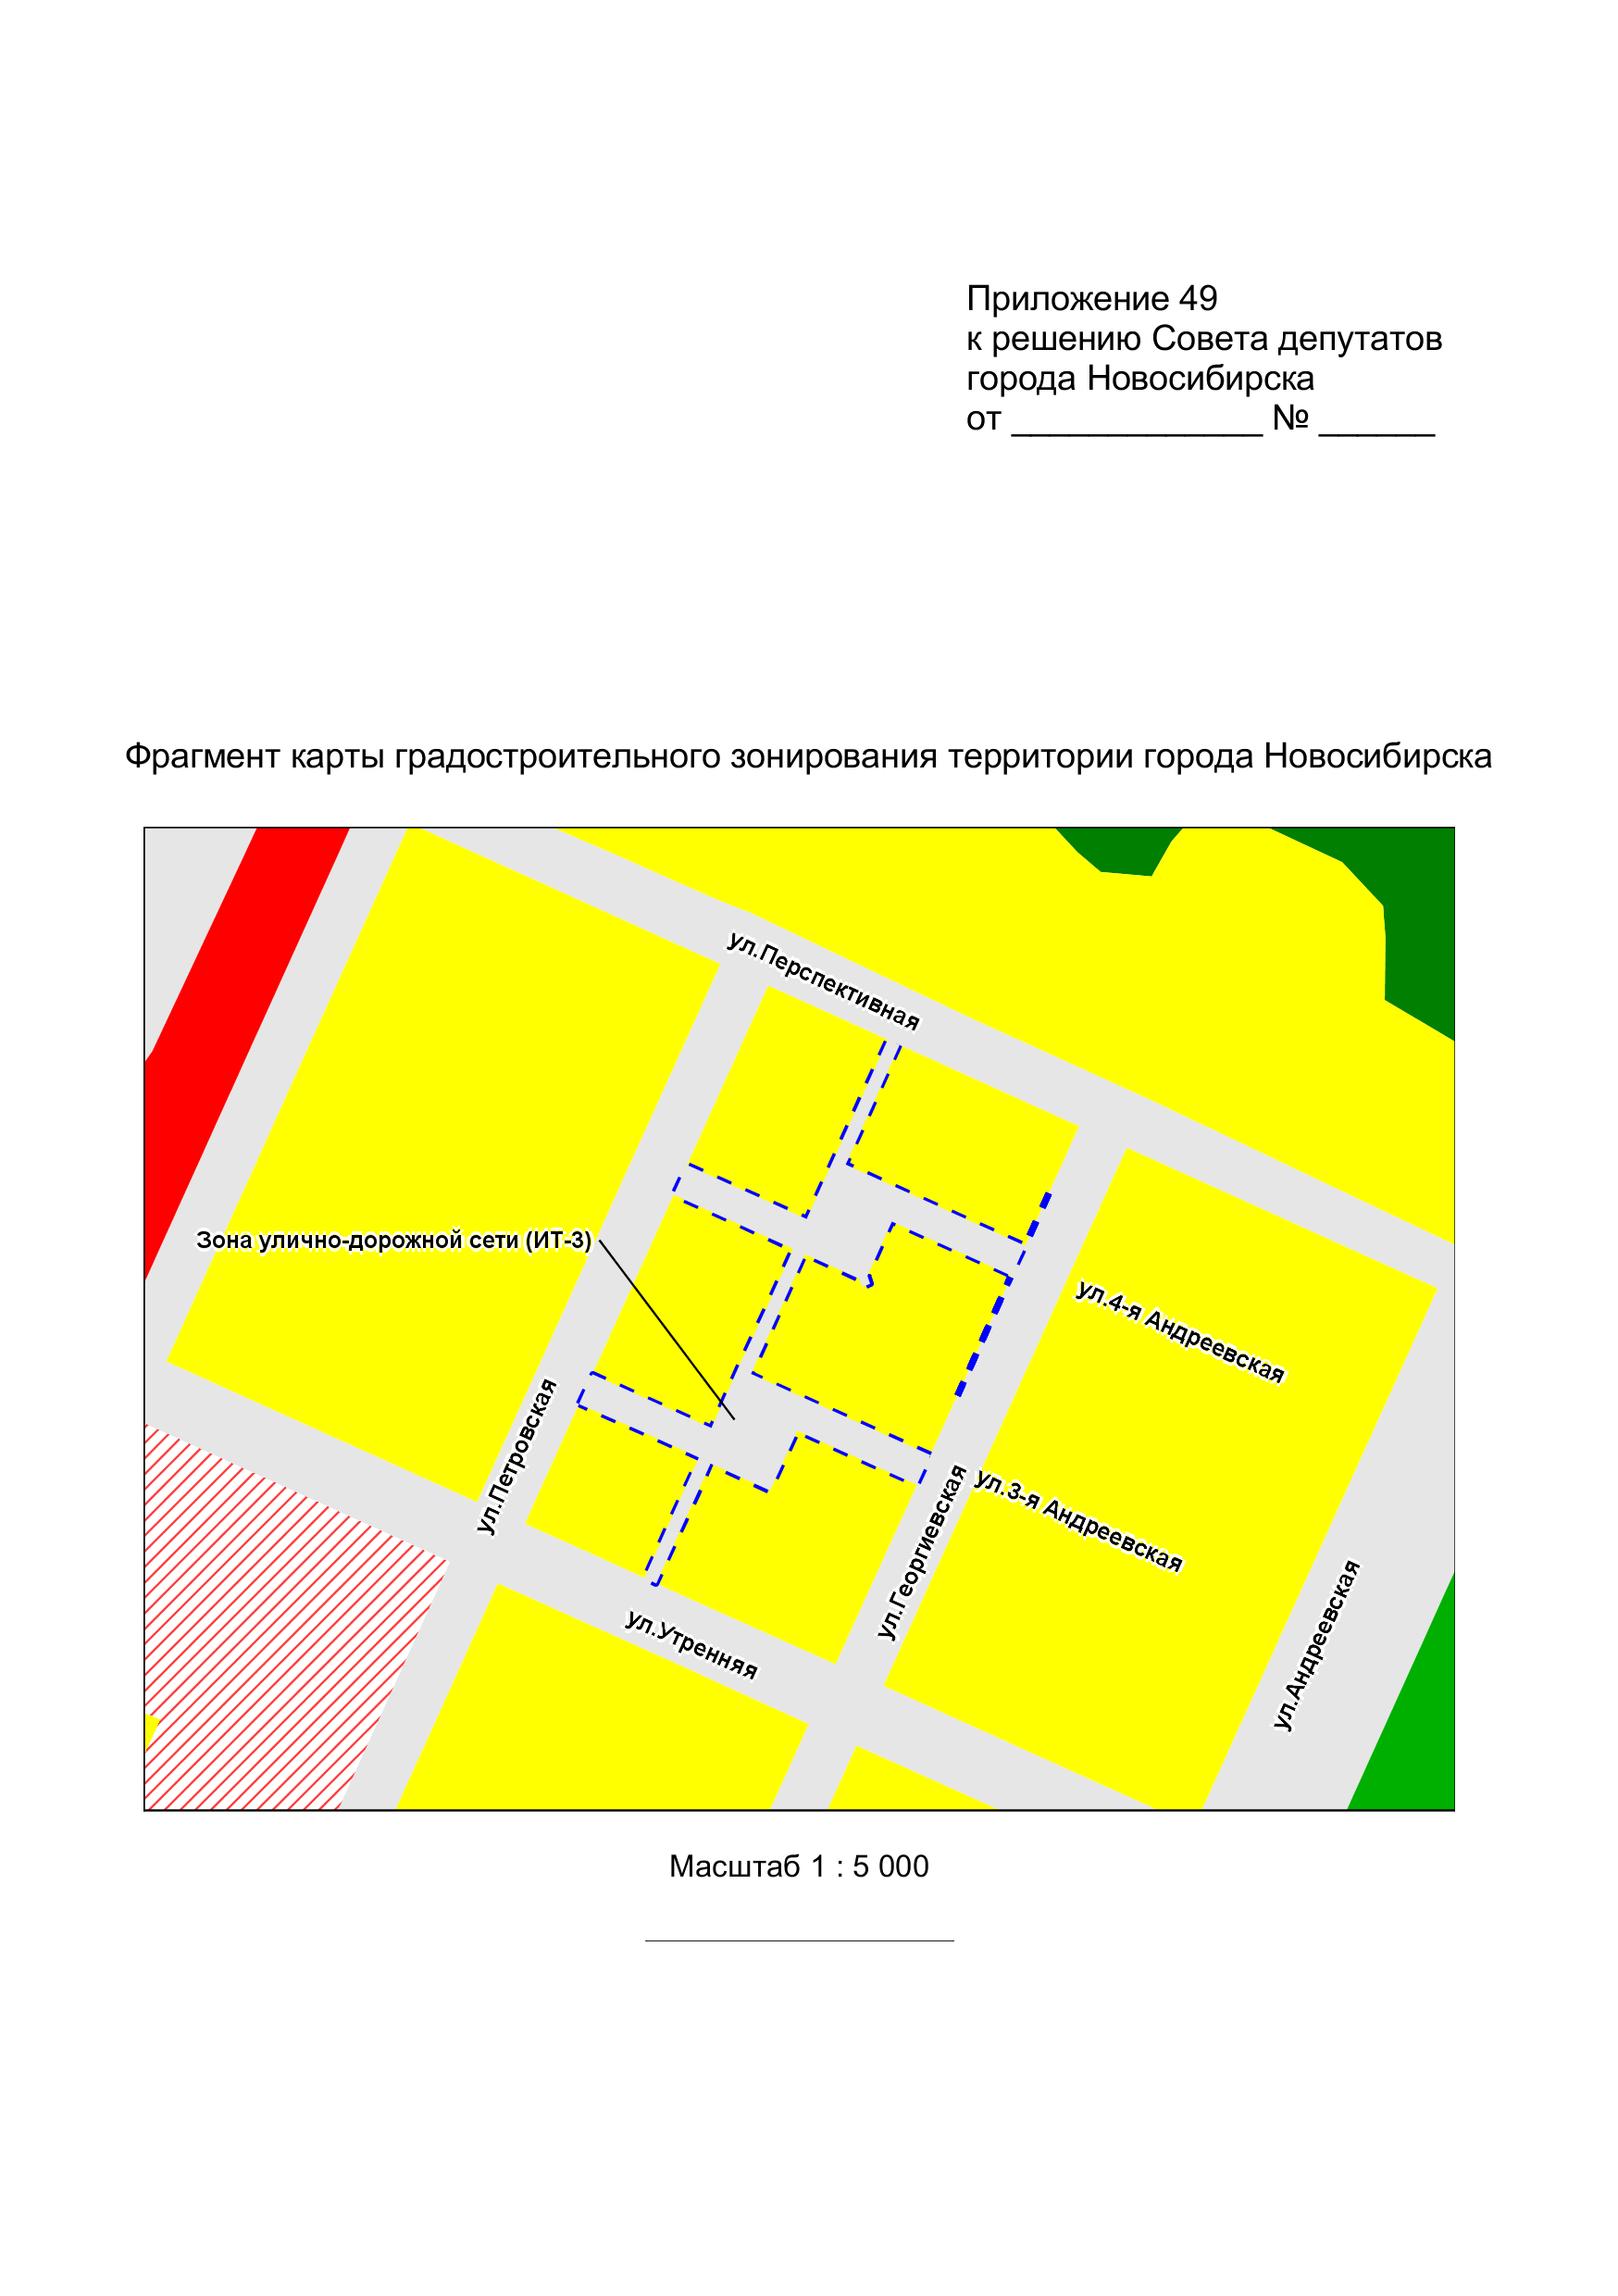 Приложение 49
к решению Совета депутатов
города Новосибирска
от _____________ № ______
Фрагмент карты градостроительного зонирования территории города Новосибирска
ул.Перспективная
Зона улично-дорожной сети (ИТ-3)
ул.4-я Андреевская
ул.Петровская
ул.Георгиевская
ул.3-я Андреевская
ул.Андреевская
ул.Утренняя
Масштаб 1 : 5 000